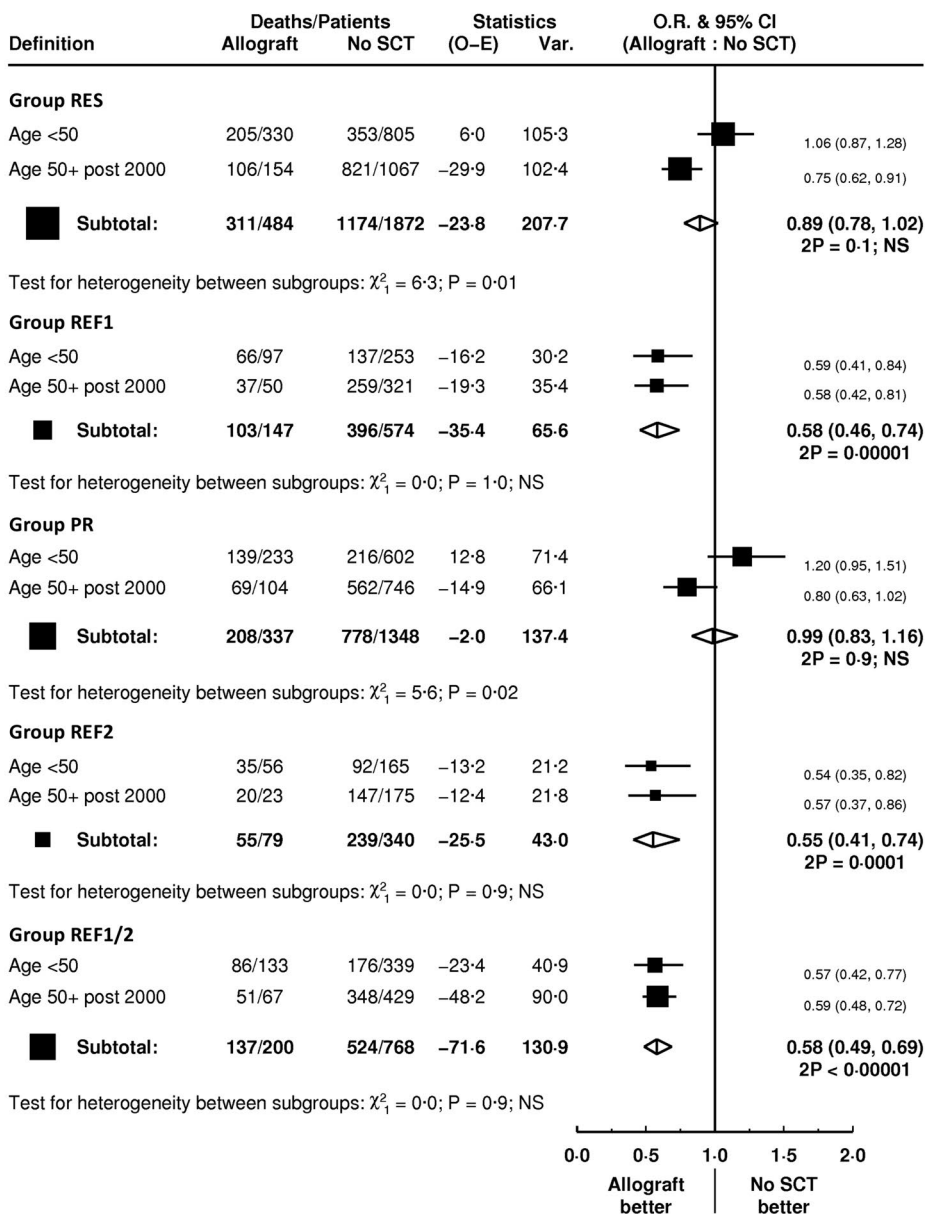 Deaths/Patients Statistics O.R. & 95% CI
Definition Allograft No SCT (O–E) Var. (Allograft : No SCT)
Group RES
Age <50 205/330 353/805 6·0 105·3 1.06 (0.87, 1.28)
Age 50+ post 2000 106/154 821/1067 −29·9 102·4 0.75 (0.62, 0.91)
Subtotal: 311/484 1174/1872 −23·8 207·7 0.89 (0.78, 1.02)
2P = 0·1; NS
Test for heterogeneity between subgroups: χ²₁ = 6·3; P = 0·01
Group REF1
Age <50 66/97 137/253 −16·2 30·2 0.59 (0.41, 0.84)
Age 50+ post 2000 37/50 259/321 −19·3 35·4 0.58 (0.42, 0.81)
Subtotal: 103/147 396/574 −35·4 65·6 0.58 (0.46, 0.74)
2P = 0·00001
Test for heterogeneity between subgroups: χ²₁ = 0·0; P = 1·0; NS
Group PR
Age <50 139/233 216/602 12·8 71·4 1.20 (0.95, 1.51)
Age 50+ post 2000 69/104 562/746 −14·9 66·1 0.80 (0.63, 1.02)
Subtotal: 208/337 778/1348 −2·0 137·4 0.99 (0.83, 1.16)
2P = 0·9; NS
Test for heterogeneity between subgroups: χ²₁ = 5·6; P = 0·02
Group REF2
Age <50 35/56 92/165 −13·2 21·2 0.54 (0.35, 0.82)
Age 50+ post 2000 20/23 147/175 −12·4 21·8 0.57 (0.37, 0.86)
Subtotal: 55/79 239/340 −25·5 43·0 0.55 (0.41, 0.74)
2P = 0·0001
Test for heterogeneity between subgroups: χ²₁ = 0·0; P = 0·9; NS
Group REF1/2
Age <50 86/133 176/339 −23·4 40·9 0.57 (0.42, 0.77)
Age 50+ post 2000 51/67 348/429 −48·2 90·0 0.59 (0.48, 0.72)
Subtotal: 137/200 524/768 −71·6 130·9 0.58 (0.49, 0.69)
2P < 0·00001
Test for heterogeneity between subgroups: χ²₁ = 0·0; P = 0·9; NS
0·0 0·5 1·0 1·5 2·0
Allograft No SCT
better better